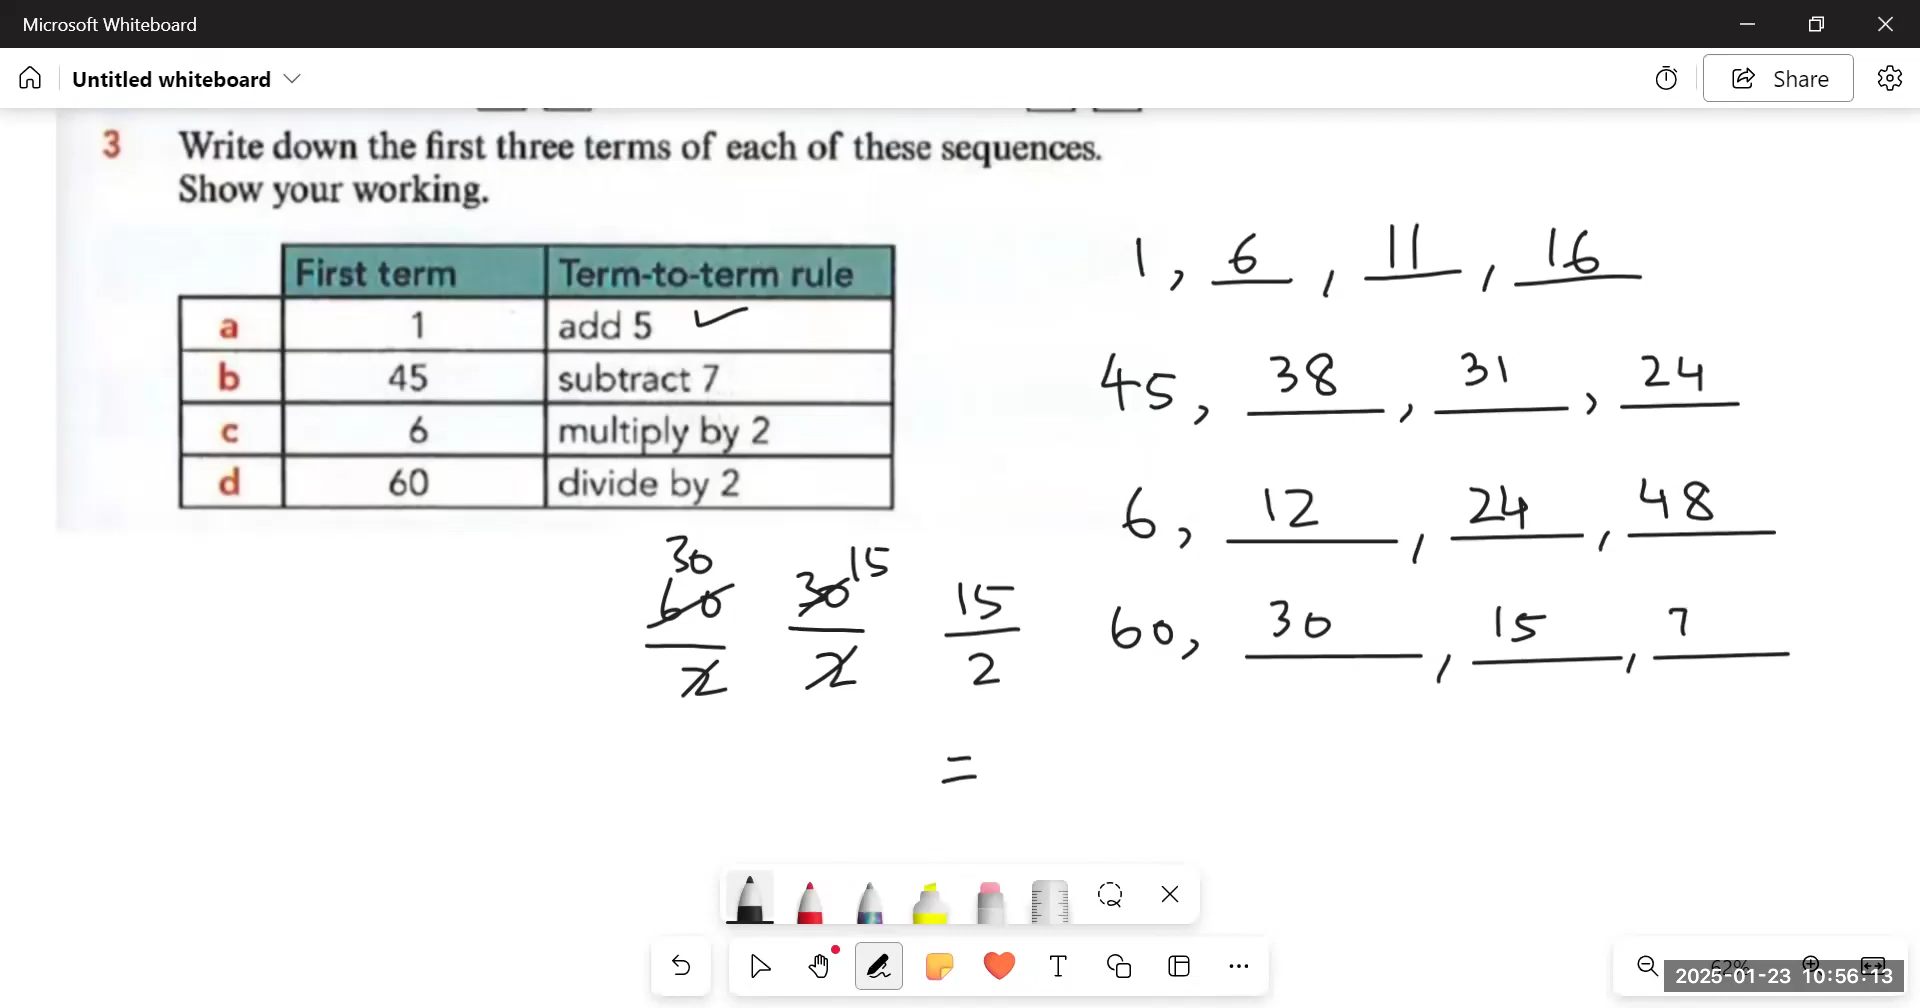 Microsoft Whiteboard
Untitled whiteboard
Share
3 Write down the first three terms of each of these sequences.
Show your working.
First term Term-to-term rule
a 1 add 5 ✓
b 45 subtract 7
c 6 multiply by 2
d 60 divide by 2
1, 6, 11, 16
45, 38, 31, 24
6, 12, 24, 48
60, 30, 15, 7
30
60
2
15
30
2
15
2
=
T
62%
2025-01-23 10:56:13